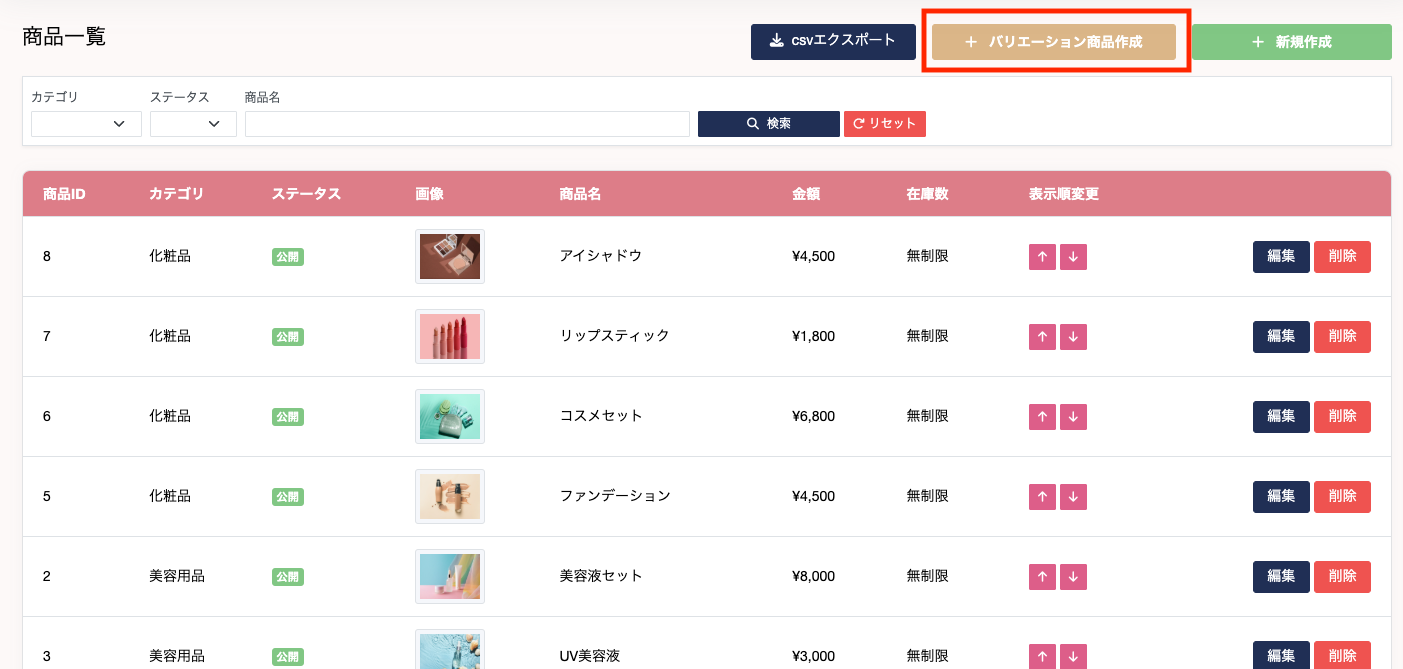 商品一覧
csvエクスポート
＋ バリエーション商品作成
＋ 新規作成
カテゴリ ステータス 商品名
検索 リセット
商品ID カテゴリ ステータス 画像 商品名 金額 在庫数 表示順変更
8 化粧品 公開 アイシャドウ ¥4,500 無制限 ↑ ↓ 編集 削除
7 化粧品 公開 リップスティック ¥1,800 無制限 ↑ ↓ 編集 削除
6 化粧品 公開 コスメセット ¥6,800 無制限 ↑ ↓ 編集 削除
5 化粧品 公開 ファンデーション ¥4,500 無制限 ↑ ↓ 編集 削除
2 美容用品 公開 美容液セット ¥8,000 無制限 ↑ ↓ 編集 削除
3 美容用品 公開 UV美容液 ¥3,000 無制限 ↑ ↓ 編集 削除